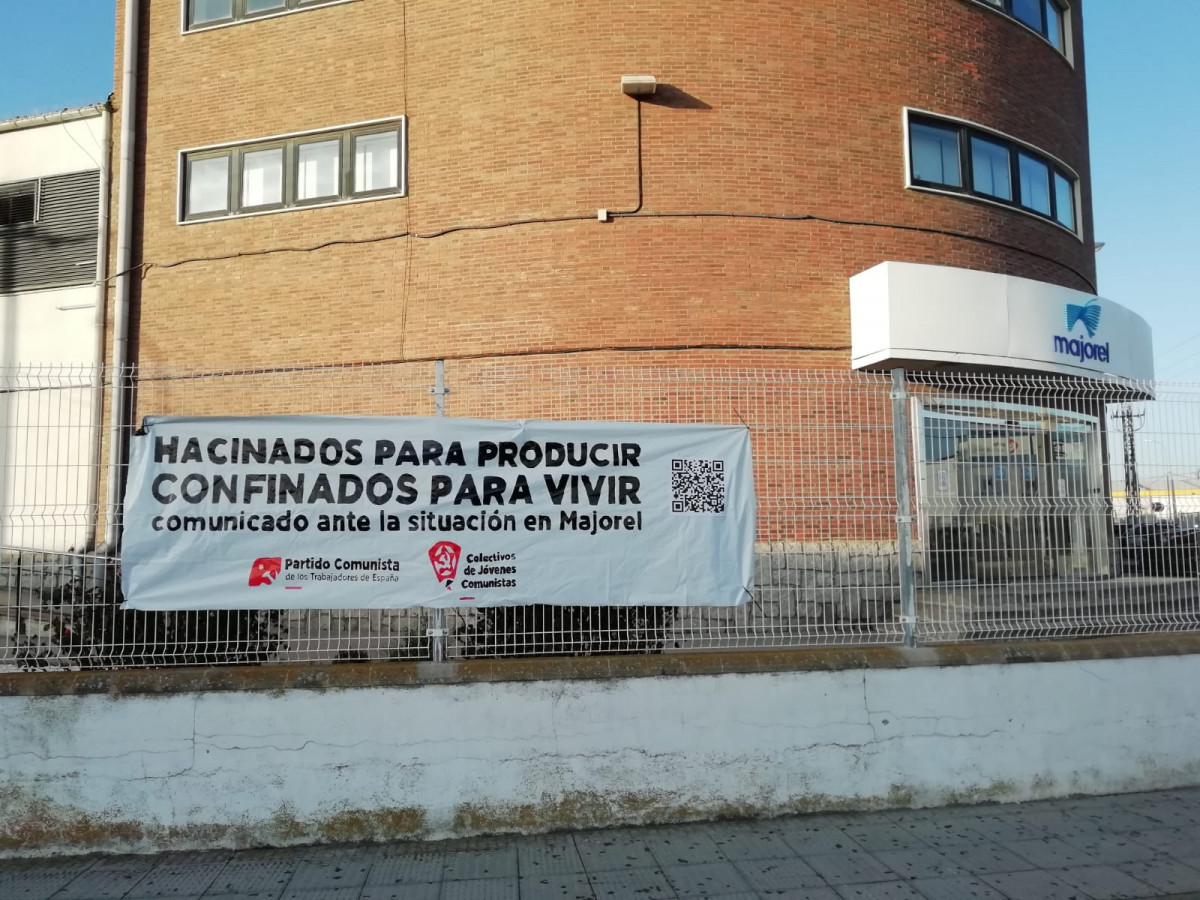 majorel
HACINADOS PARA PRODUCIR
CONFINADOS PARA VIVIR
comunicado ante la situación en Majorel
Partido Comunista
de los Trabajadores de España
Colectivos
de Jóvenes
Comunistas